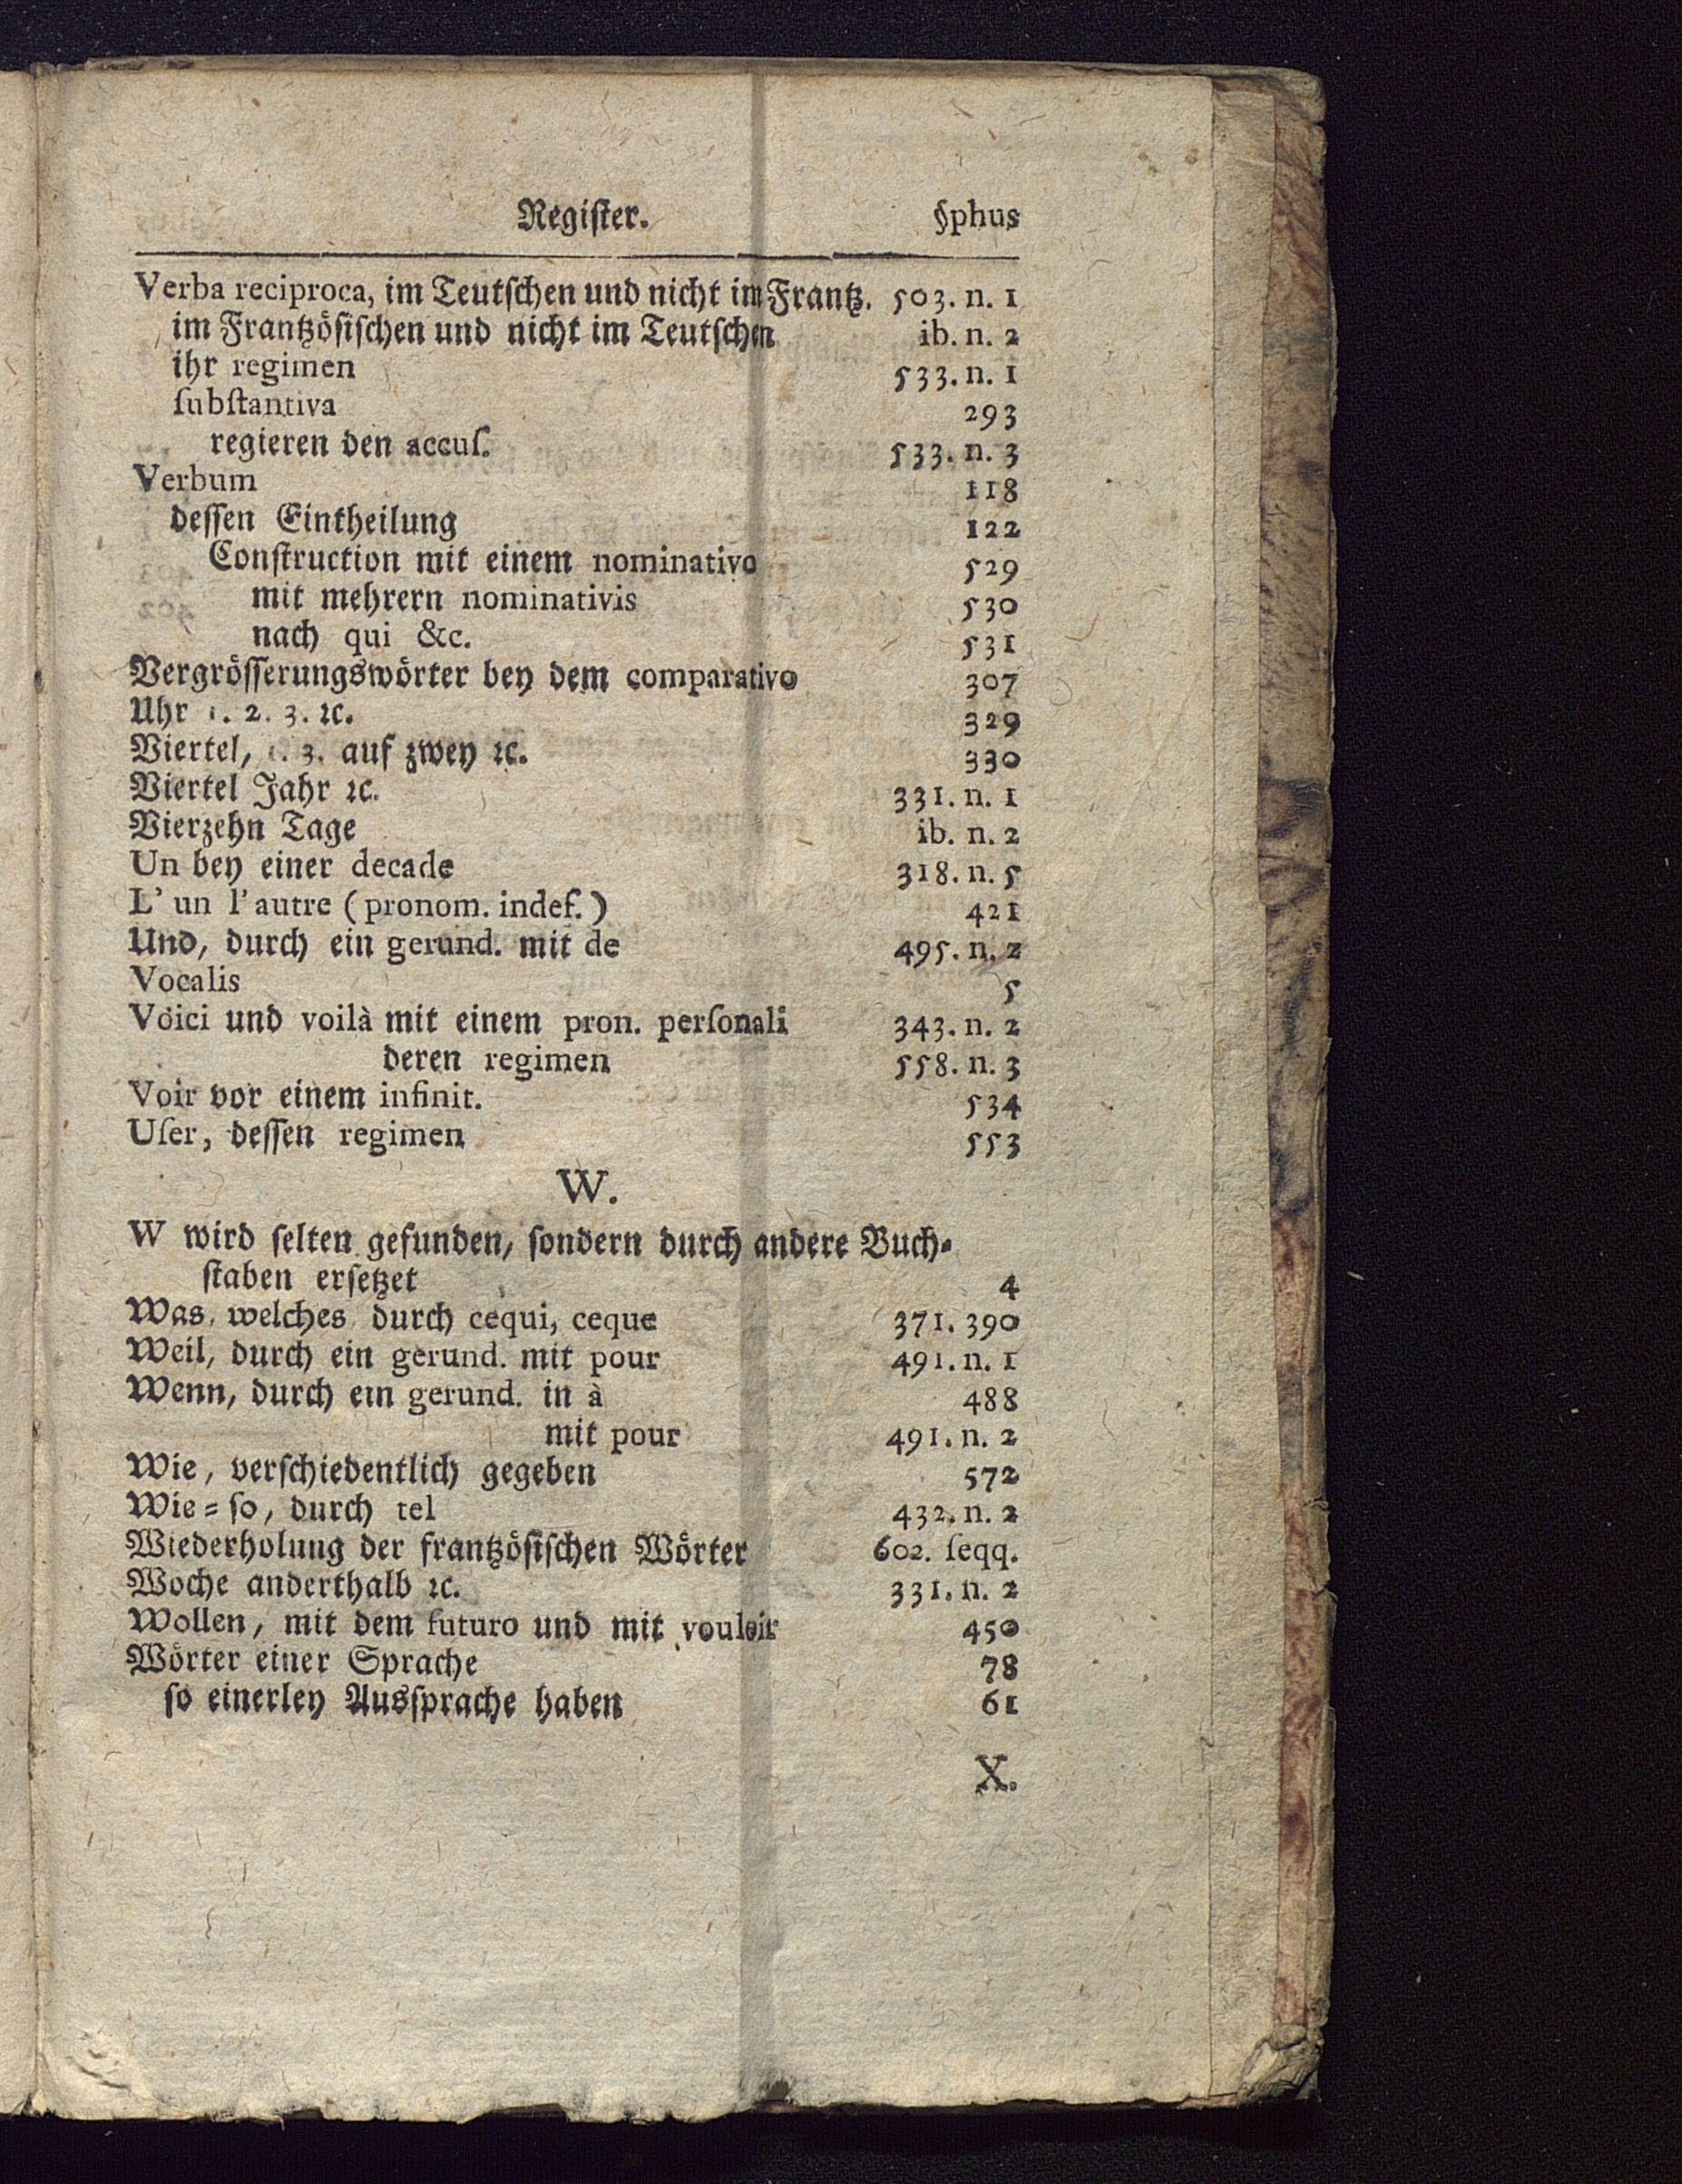 Regiſter. §phus
Verba reciproca, im Teutſchen und nicht im Frantz. 503. n. 1
im Frantzöſiſchen und nicht im Teutſchen ib. n. 2
ihr regimen 533. n. 1
ſubſtantiva 293
regieren den accuſ. 533. n. 3
Verbum 118
deſſen Eintheilung 122
Conſtruction mit einem nominativo 529
mit mehrern nominativis 530
nach qui &c. 531
Vergröſſerungswörter bey dem comparativo 307
Uhr 1. 2. 3. ꝛc. 329
Viertel, 1. 3. auf zwey ꝛc. 330
Viertel Jahr ꝛc. 331. n. 1
Vierzehn Tage ib. n. 2
Un bey einer decade 318. n. 5
L' un l' autre (pronom. indef.) 421
Und, durch ein gerund. mit de 495. n. 2
Vocalis 5
Voici und voilà mit einem pron. perſonali 343. n. 2
deren regimen 558. n. 3
Voir vor einem infinit. 534
Uſer, deſſen regimen 553
W.
W wird ſelten gefunden, ſondern durch andere Buch⸗
ſtaben erſetzet 4
Was, welches durch cequi, ceque 371. 390
Weil, durch ein gerund. mit pour 491. n. 1
Wenn, durch ein gerund. in à 488
mit pour 491. n. 2
Wie, verſchiedentlich gegeben 572
Wie⸗ſo, durch tel 432. n. 2
Wiederholung der frantzöſiſchen Wörter 602. ſeqq.
Woche anderthalb ꝛc. 331. n. 2
Wollen, mit dem futuro und mit vouloir 450
Wörter einer Sprache 78
ſo einerley Ausſprache haben 61
X.